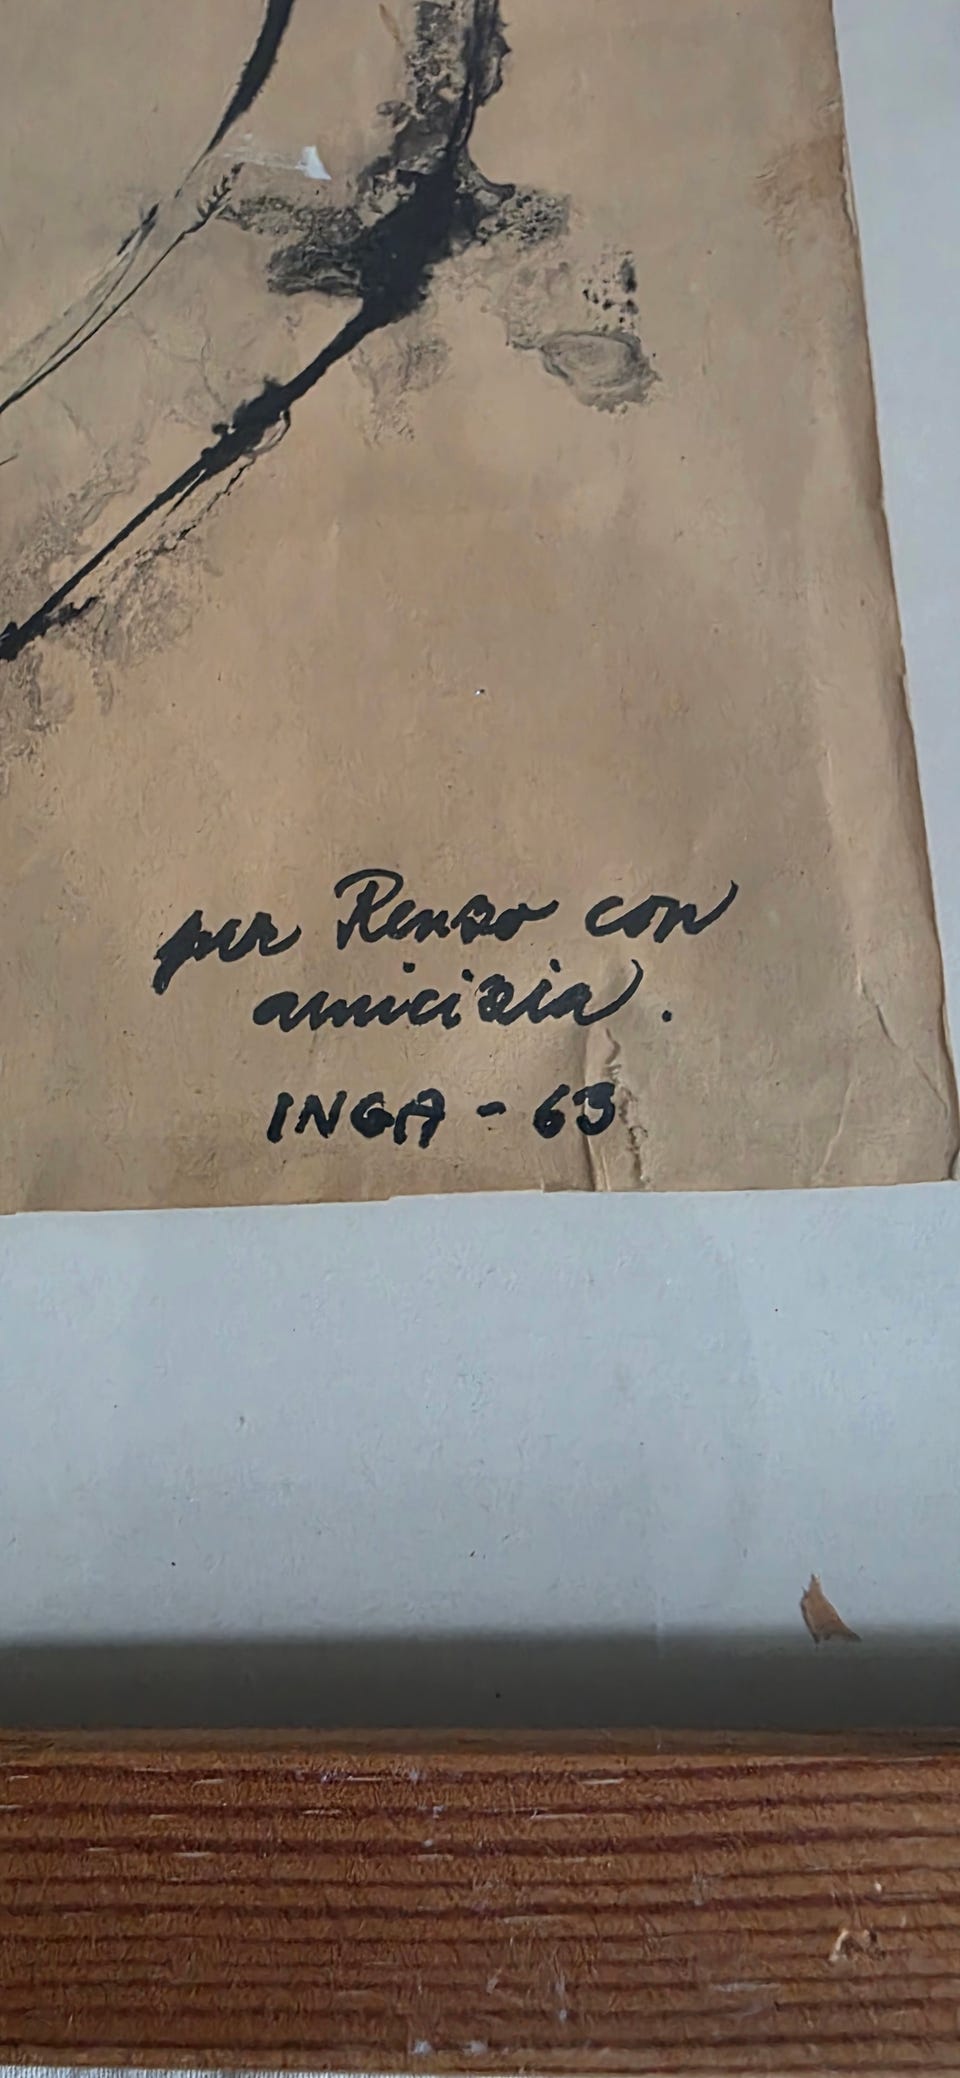 per Renzo con
amicizia.
INGA - 63